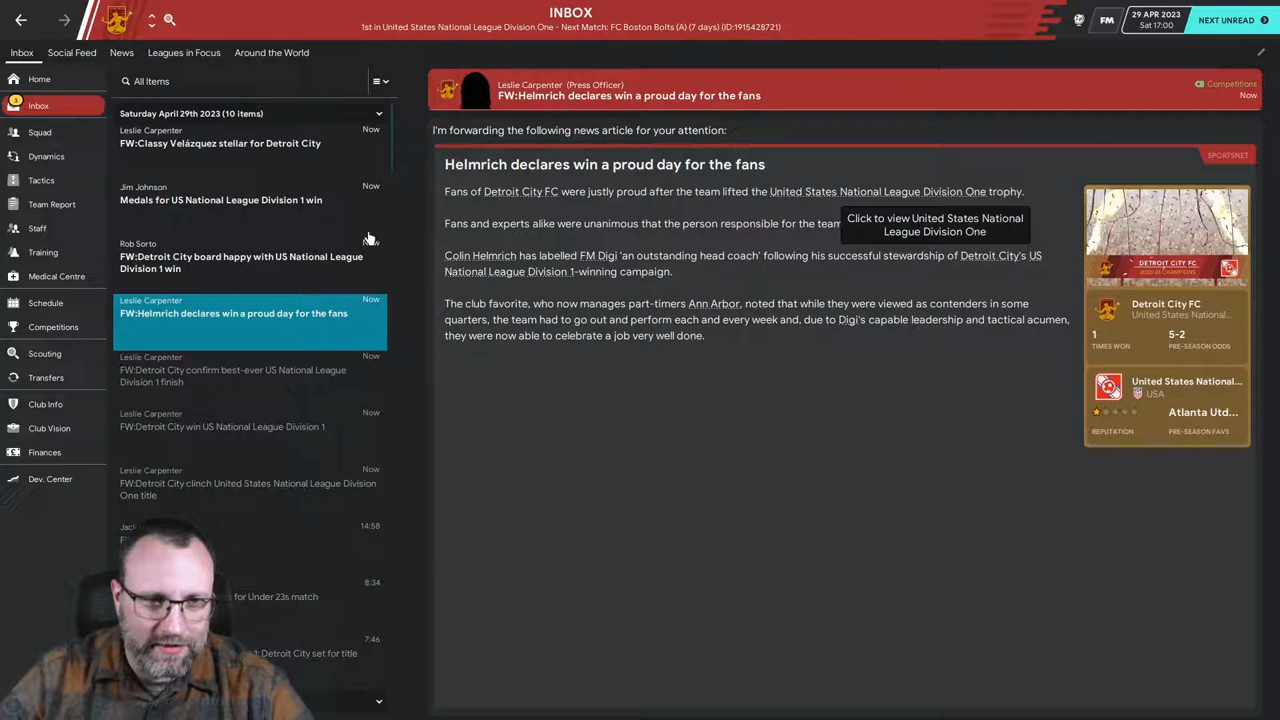 INBOX
1st in United States National League Division One - Next Match: FC Boston Bolts (A) (7 days) (ID:1915428721)
FM
29 APR 2023
Sat 17:00
NEXT UNREAD
Inbox
Social Feed
News
Leagues in Focus
Around the World
Home
3
Inbox
Squad
Dynamics
Tactics
Team Report
Staff
Training
Medical Centre
Schedule
Competitions
Scouting
Transfers
Club Info
Club Vision
Finances
Dev. Center
All Items
Saturday April 29th 2023 (10 Items)
Leslie Carpenter
Now
FW:Classy Velázquez stellar for Detroit City
Jim Johnson
Now
Medals for US National League Division 1 win
Rob Sorto
FW:Detroit City board happy with US National League
Division 1 win
Leslie Carpenter
Now
FW:Helmrich declares win a proud day for the fans
Leslie Carpenter
Now
FW:Detroit City confirm best-ever US National League
Division 1 finish
Leslie Carpenter
Now
FW:Detroit City win US National League Division 1
Leslie Carpenter
Now
FW:Detroit City clinch United States National League Division
One title
14:58
8:34
for Under 23s match
7:46
Detroit City set for title
Leslie Carpenter (Press Officer)
FW:Helmrich declares win a proud day for the fans
Competitions
Now
I'm forwarding the following news article for your attention:
SPORTSNET
Helmrich declares win a proud day for the fans
Fans of Detroit City FC were justly proud after the team lifted the United States National League Division One trophy.
Fans and experts alike were unanimous that the person responsible for the team
Click to view United States National
League Division One
Colin Helmrich has labelled FM Digi 'an outstanding head coach' following his successful stewardship of Detroit City's US
National League Division 1-winning campaign.
The club favorite, who now manages part-timers Ann Arbor, noted that while they were viewed as contenders in some
quarters, the team had to go out and perform each and every week and, due to Digi's capable leadership and tactical acumen,
they were now able to celebrate a job very well done.
DETROIT CITY FC
2022/23 CHAMPIONS
Detroit City FC
United States National...
1
5-2
TIMES WON
PRE-SEASON ODDS
United States National...
USA
Atlanta Utd...
REPUTATION
PRE-SEASON FAVS